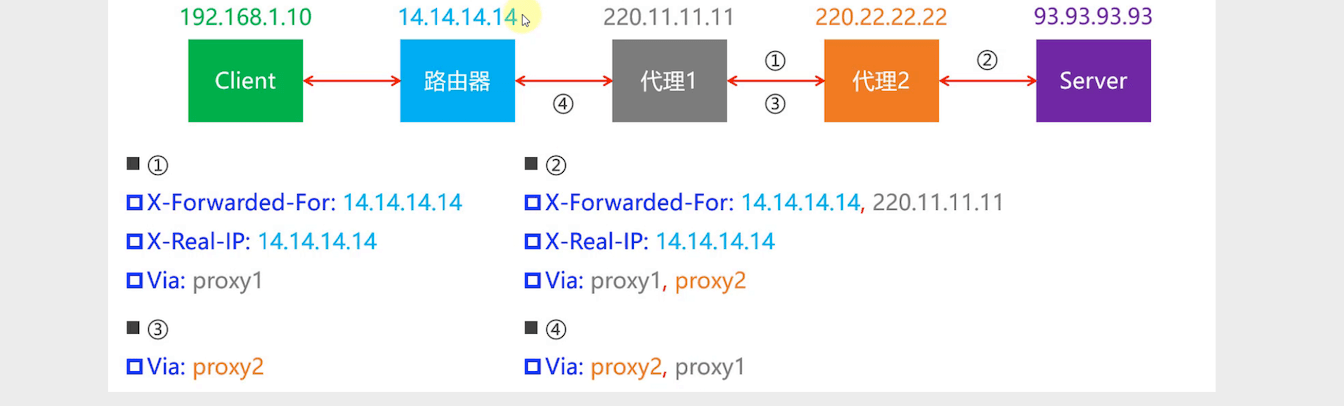 192.168.1.10 14.14.14.14 220.11.11.11 220.22.22.22 93.93.93.93
Client 路由器 代理1 代理2 Server
① ②
④ ③
■ ①
X-Forwarded-For: 14.14.14.14
X-Real-IP: 14.14.14.14
Via: proxy1
■ ②
X-Forwarded-For: 14.14.14.14, 220.11.11.11
X-Real-IP: 14.14.14.14
Via: proxy1, proxy2
■ ③
Via: proxy2
■ ④
Via: proxy2, proxy1